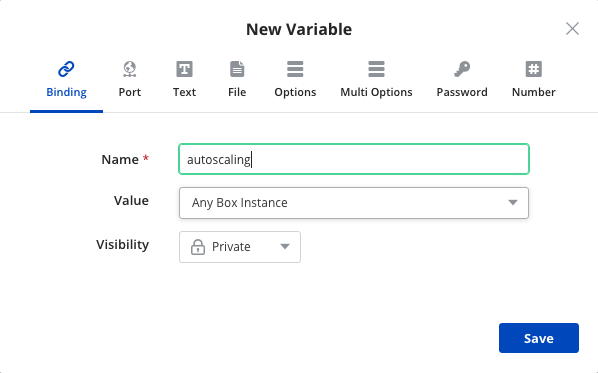 New Variable
Binding Port Text File Options Multi Options Password Number
Name * autoscaling
Value Any Box Instance
Visibility Private
Save